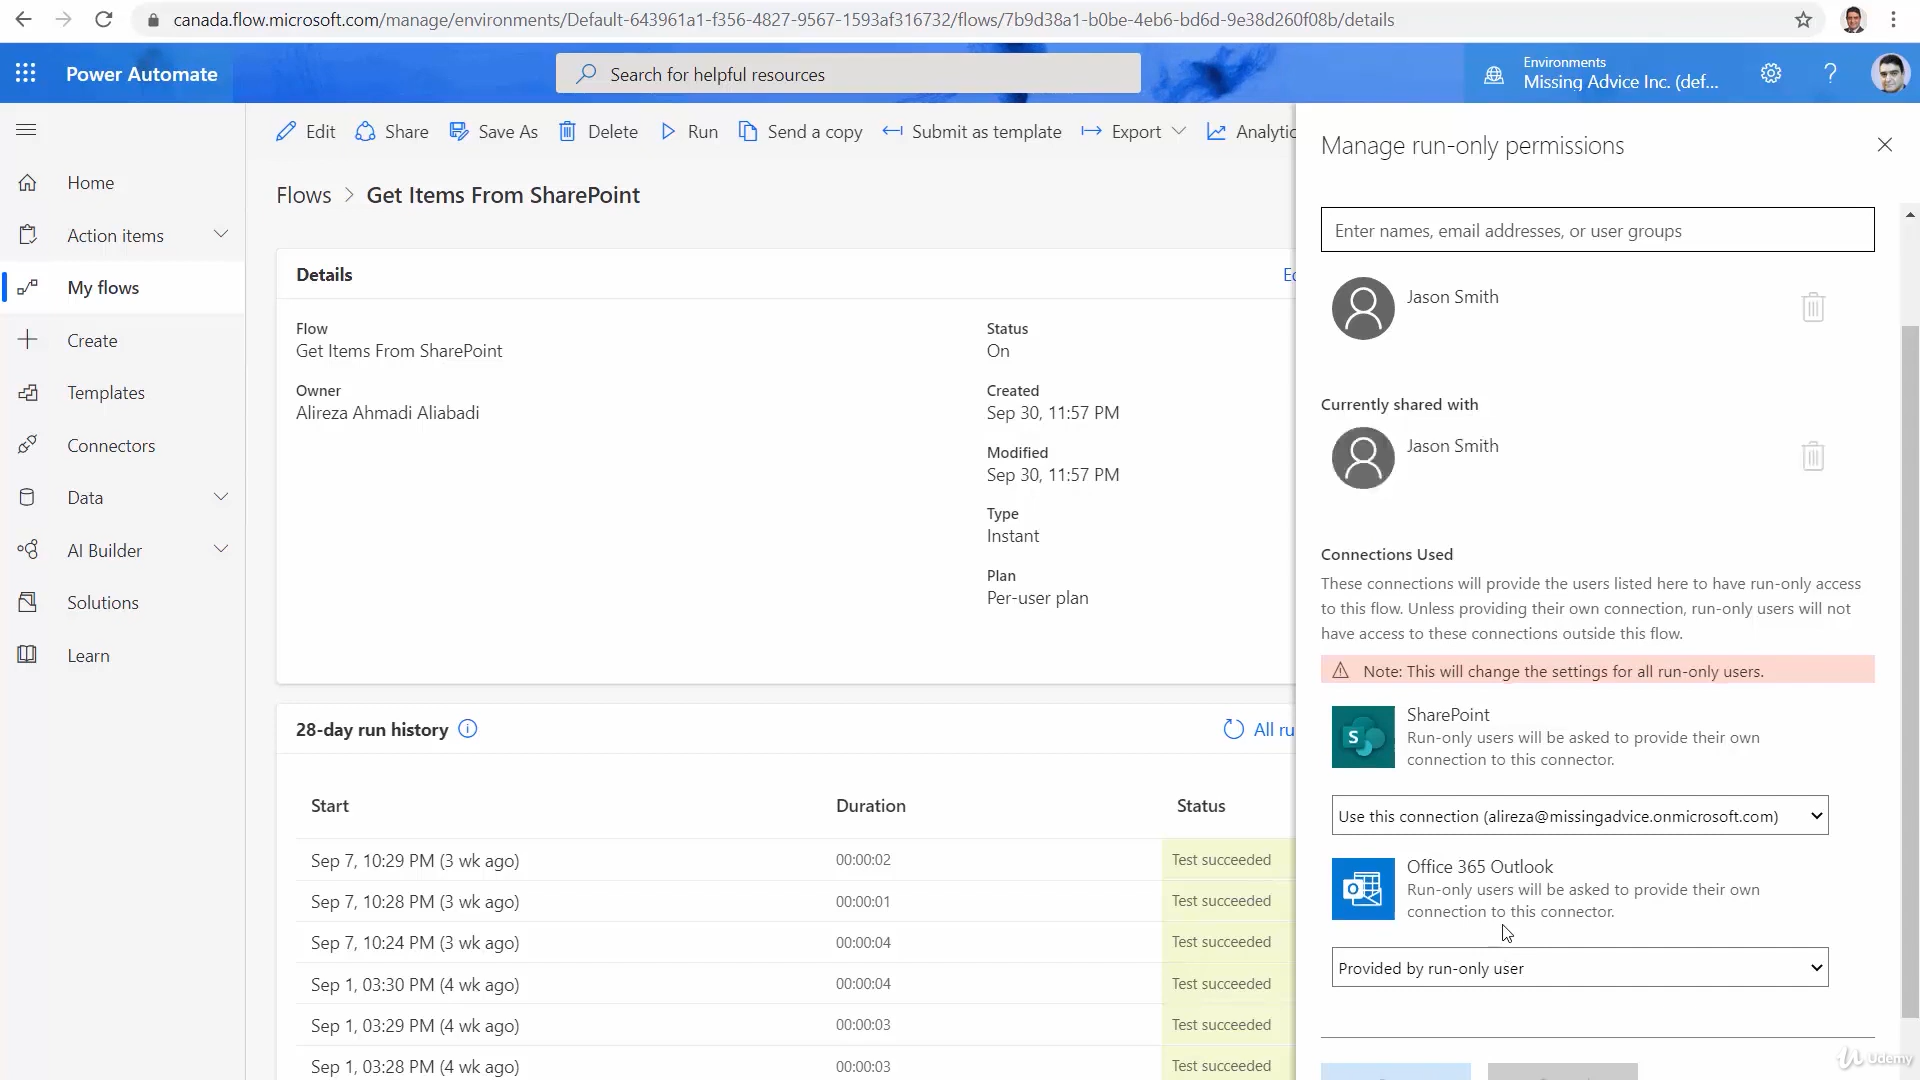 canada.flow.microsoft.com/manage/environments/Default-643961a1-f356-4827-9567-1593af316732/flows/7b9d38a1-b0be-4eb6-bd6d-9e38d260f08b/details
Power Automate
Search for helpful resources
Environments
Missing Advice Inc. (def...
Edit
Share
Save As
Delete
Run
Send a copy
Submit as template
Export
Analytic
Home
Action items
My flows
Create
Templates
Connectors
Data
AI Builder
Solutions
Learn
Flows > Get Items From SharePoint
Details
Ed
Flow
Get Items From SharePoint
Owner
Alireza Ahmadi Aliabadi
Status
On
Created
Sep 30, 11:57 PM
Modified
Sep 30, 11:57 PM
Type
Instant
Plan
Per-user plan
28-day run history
All ru
Start Duration Status
Sep 7, 10:29 PM (3 wk ago) 00:00:02 Test succeeded
Sep 7, 10:28 PM (3 wk ago) 00:00:01 Test succeeded
Sep 7, 10:24 PM (3 wk ago) 00:00:04 Test succeeded
Sep 1, 03:30 PM (4 wk ago) 00:00:04 Test succeeded
Sep 1, 03:29 PM (4 wk ago) 00:00:03 Test succeeded
Sep 1, 03:28 PM (4 wk ago) 00:00:03 Test succeeded
Manage run-only permissions
Enter names, email addresses, or user groups
Jason Smith
Currently shared with
Jason Smith
Connections Used
These connections will provide the users listed here to have run-only access
to this flow. Unless providing their own connection, run-only users will not
have access to these connections outside this flow.
Note: This will change the settings for all run-only users.
SharePoint
Run-only users will be asked to provide their own
connection to this connector.
Use this connection (alireza@missingadvice.onmicrosoft.com)
Office 365 Outlook
Run-only users will be asked to provide their own
connection to this connector.
Provided by run-only user
Udemy